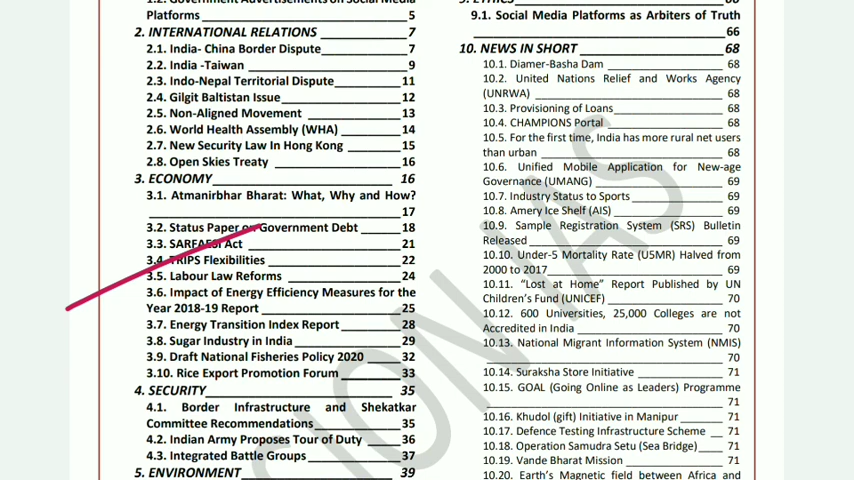 1.2. Government Advertisements on Social Media
Platforms 5
2. INTERNATIONAL RELATIONS 7
2.1. India- China Border Dispute 7
2.2. India -Taiwan 9
2.3. Indo-Nepal Territorial Dispute 11
2.4. Gilgit Baltistan Issue 12
2.5. Non-Aligned Movement 13
2.6. World Health Assembly (WHA) 14
2.7. New Security Law In Hong Kong 15
2.8. Open Skies Treaty 16
3. ECONOMY 16
3.1. Atmanirbhar Bharat: What, Why and How?
17
3.2. Status Paper on Government Debt 18
3.3. SARFAESI Act 21
3.4. TRIPS Flexibilities 22
3.5. Labour Law Reforms 24
3.6. Impact of Energy Efficiency Measures for the
Year 2018-19 Report 25
3.7. Energy Transition Index Report 28
3.8. Sugar Industry in India 29
3.9. Draft National Fisheries Policy 2020 32
3.10. Rice Export Promotion Forum 33
4. SECURITY 35
4.1. Border Infrastructure and Shekatkar
Committee Recommendations 35
4.2. Indian Army Proposes Tour of Duty 36
4.3. Integrated Battle Groups 37
5. ENVIRONMENT 39
9. ETHICS 66
9.1. Social Media Platforms as Arbiters of Truth
66
10. NEWS IN SHORT 68
10.1. Diamer-Basha Dam 68
10.2. United Nations Relief and Works Agency
(UNRWA) 68
10.3. Provisioning of Loans 68
10.4. CHAMPIONS Portal 68
10.5. For the first time, India has more rural net users
than urban 68
10.6. Unified Mobile Application for New-age
Governance (UMANG) 69
10.7. Industry Status to Sports 69
10.8. Amery Ice Shelf (AIS) 69
10.9. Sample Registration System (SRS) Bulletin
Released 69
10.10. Under-5 Mortality Rate (U5MR) Halved from
2000 to 2017 69
10.11. “Lost at Home” Report Published by UN
Children’s Fund (UNICEF) 70
10.12. 600 Universities, 25,000 Colleges are not
Accredited in India 70
10.13. National Migrant Information System (NMIS)
70
10.14. Suraksha Store Initiative 71
10.15. GOAL (Going Online as Leaders) Programme
71
10.16. Khudol (gift) Initiative in Manipur 71
10.17. Defence Testing Infrastructure Scheme 71
10.18. Operation Samudra Setu (Sea Bridge) 71
10.19. Vande Bharat Mission 71
10.20. Earth’s Magnetic field between Africa and
SION IAS